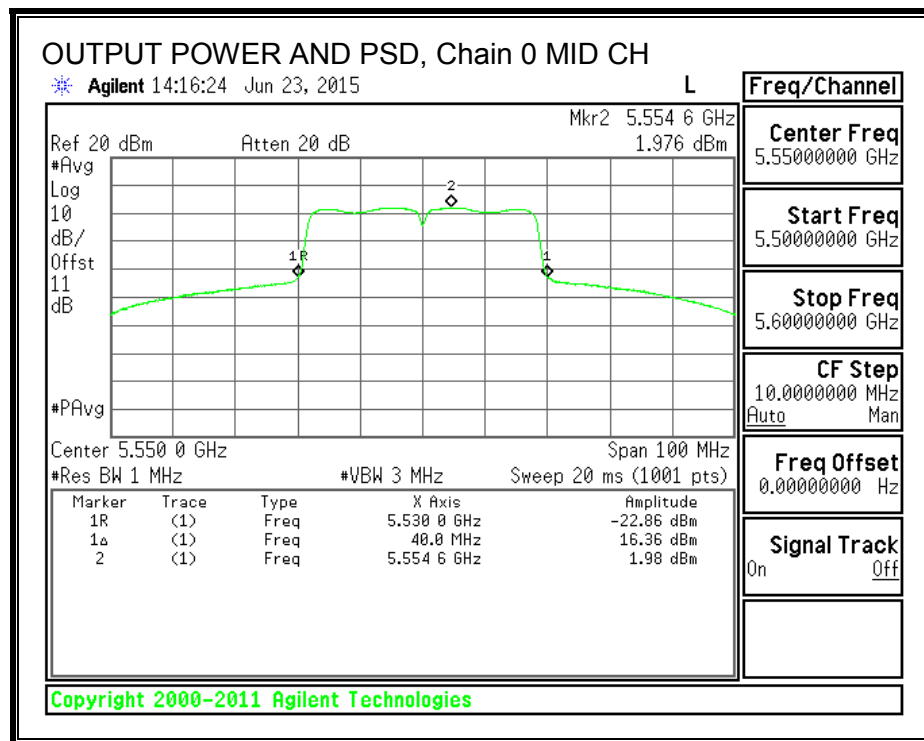 OUTPUT POWER AND PSD, Chain 0 MID CH
Agilent 14:16:24 Jun 23, 2015 L
Freq/Channel
Mkr2 5.554 6 GHz
Ref 20 dBm Atten 20 dB 1.976 dBm
#Avg
Log
10
dB/
Offst
11
dB
#PAvg
2
1R
1
Center 5.550 0 GHz Span 100 MHz
#Res BW 1 MHz #VBW 3 MHz Sweep 20 ms (1001 pts)
Marker Trace Type X Axis Amplitude
1R (1) Freq 5.530 0 GHz -22.86 dBm
1Δ (1) Freq 40.0 MHz 16.36 dBm
2 (1) Freq 5.554 6 GHz 1.98 dBm
Center Freq
5.55000000 GHz
Start Freq
5.50000000 GHz
Stop Freq
5.60000000 GHz
CF Step
10.0000000 MHz
Auto Man
Freq Offset
0.00000000 Hz
Signal Track
On Off
Copyright 2000-2011 Agilent Technologies